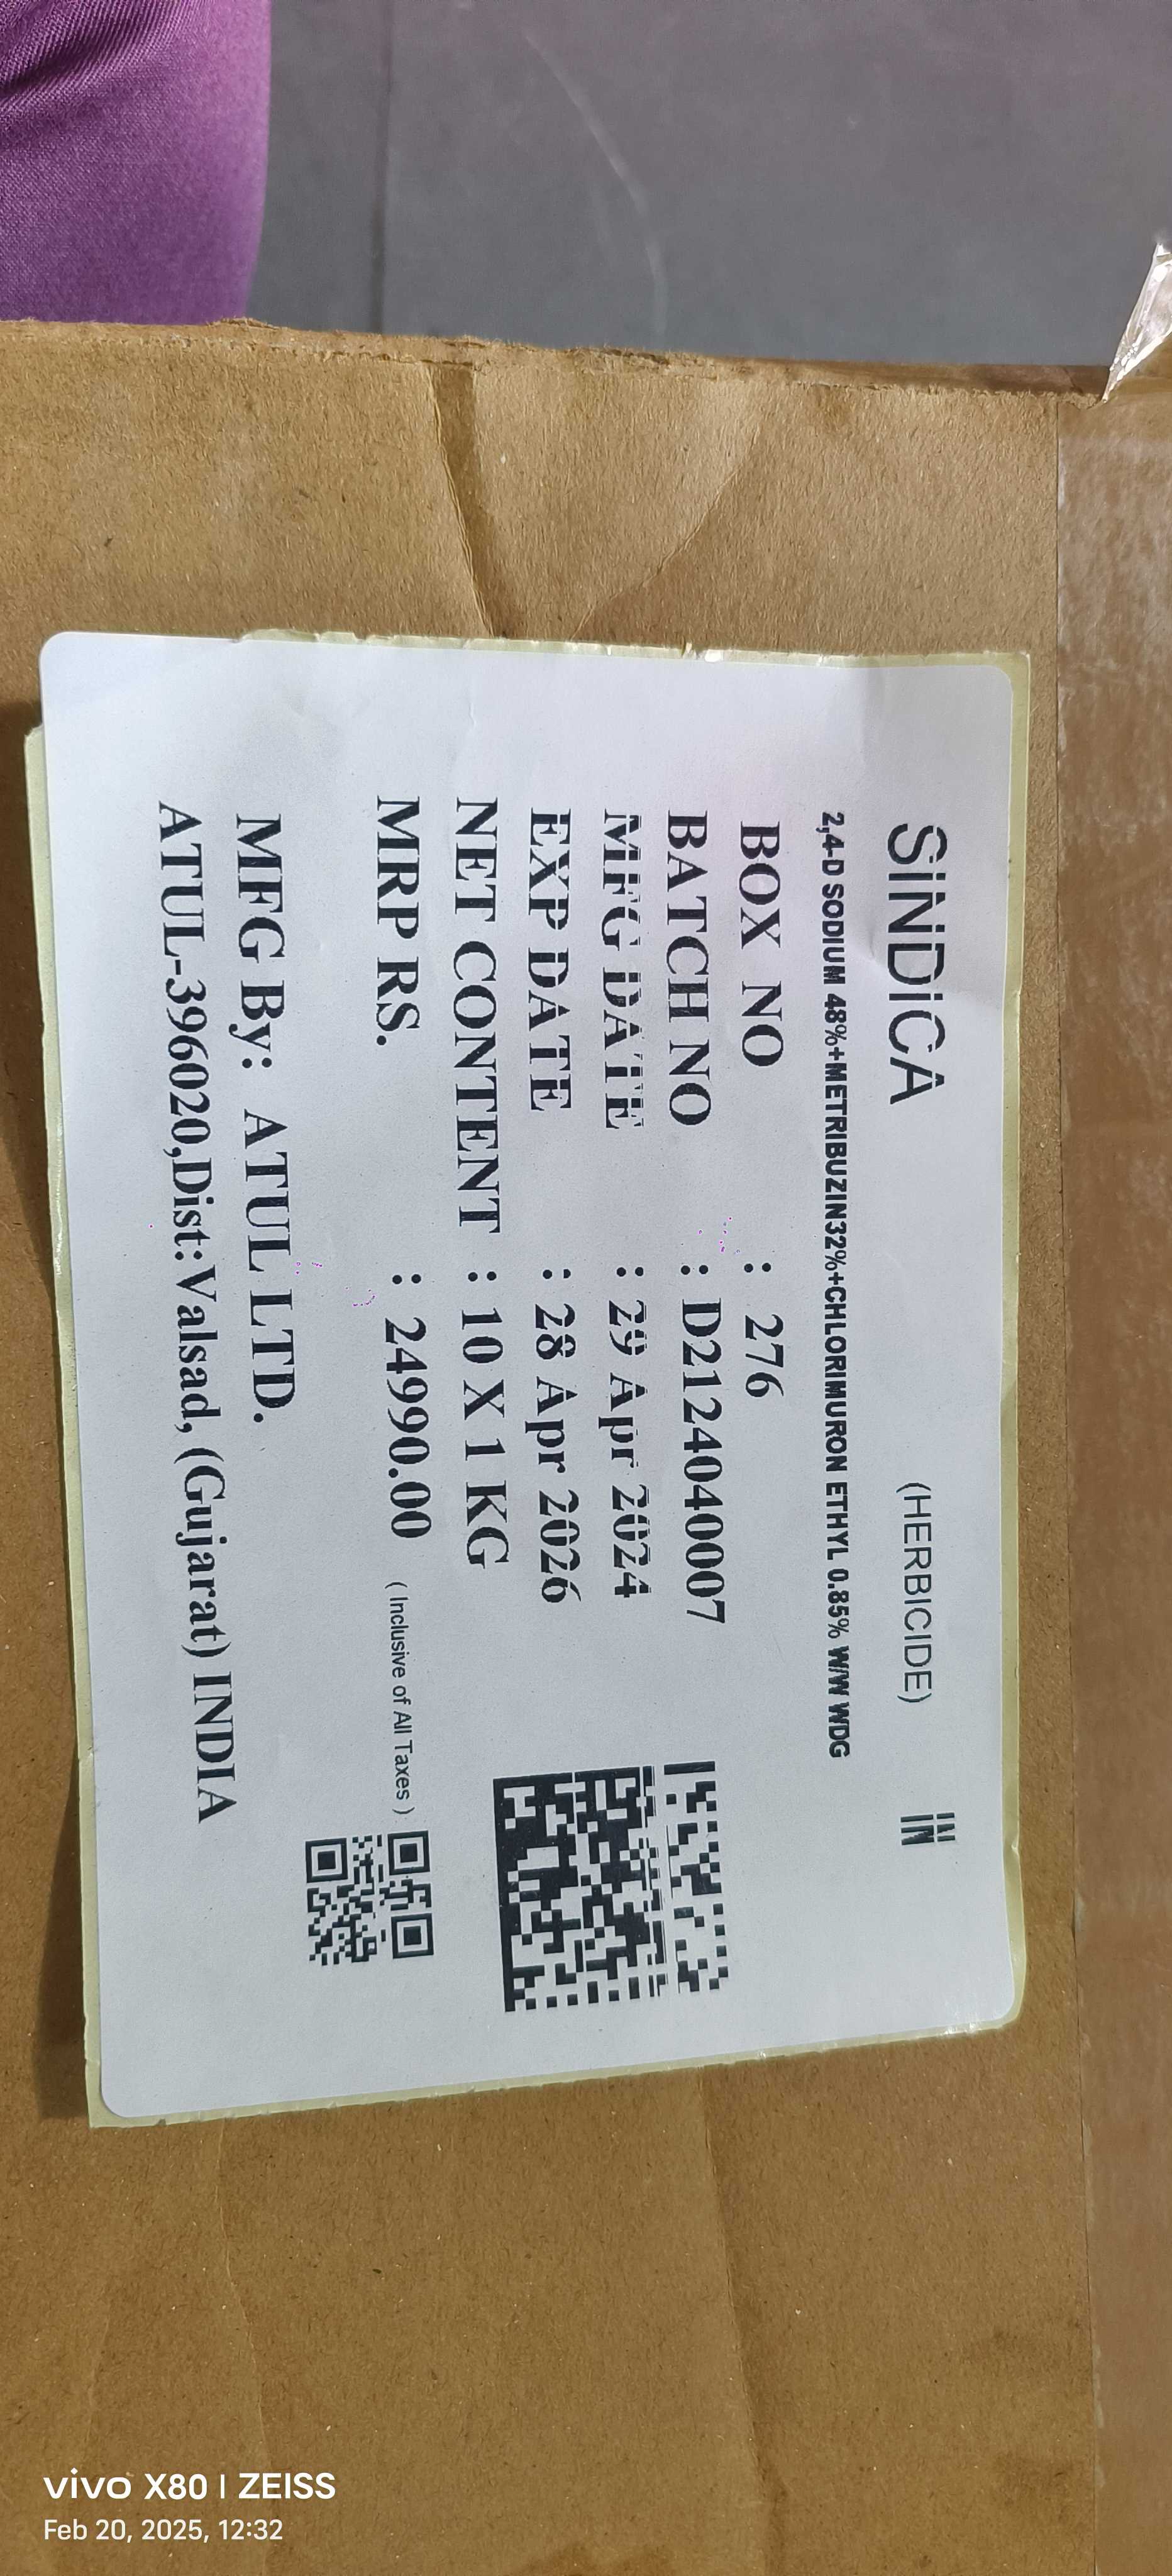 SINDICA (HERBICIDE) IN
2,4-D SODIUM 48%+METRIBUZIN32%+CHLORIMURON ETHYL 0.85% W/W WDG
BOX NO : 276
BATCH NO : D2124040007
MFG DATE : 29 Apr 2024
EXP DATE : 28 Apr 2026
NET CONTENT : 10 X 1 KG
MRP RS. : 24990.00 ( Inclusive of All Taxes )
MFG By: ATUL LTD.
ATUL-396020,Dist:Valsad, (Gujarat) INDIA
vivo X80 | ZEISS
Feb 20, 2025, 12:32